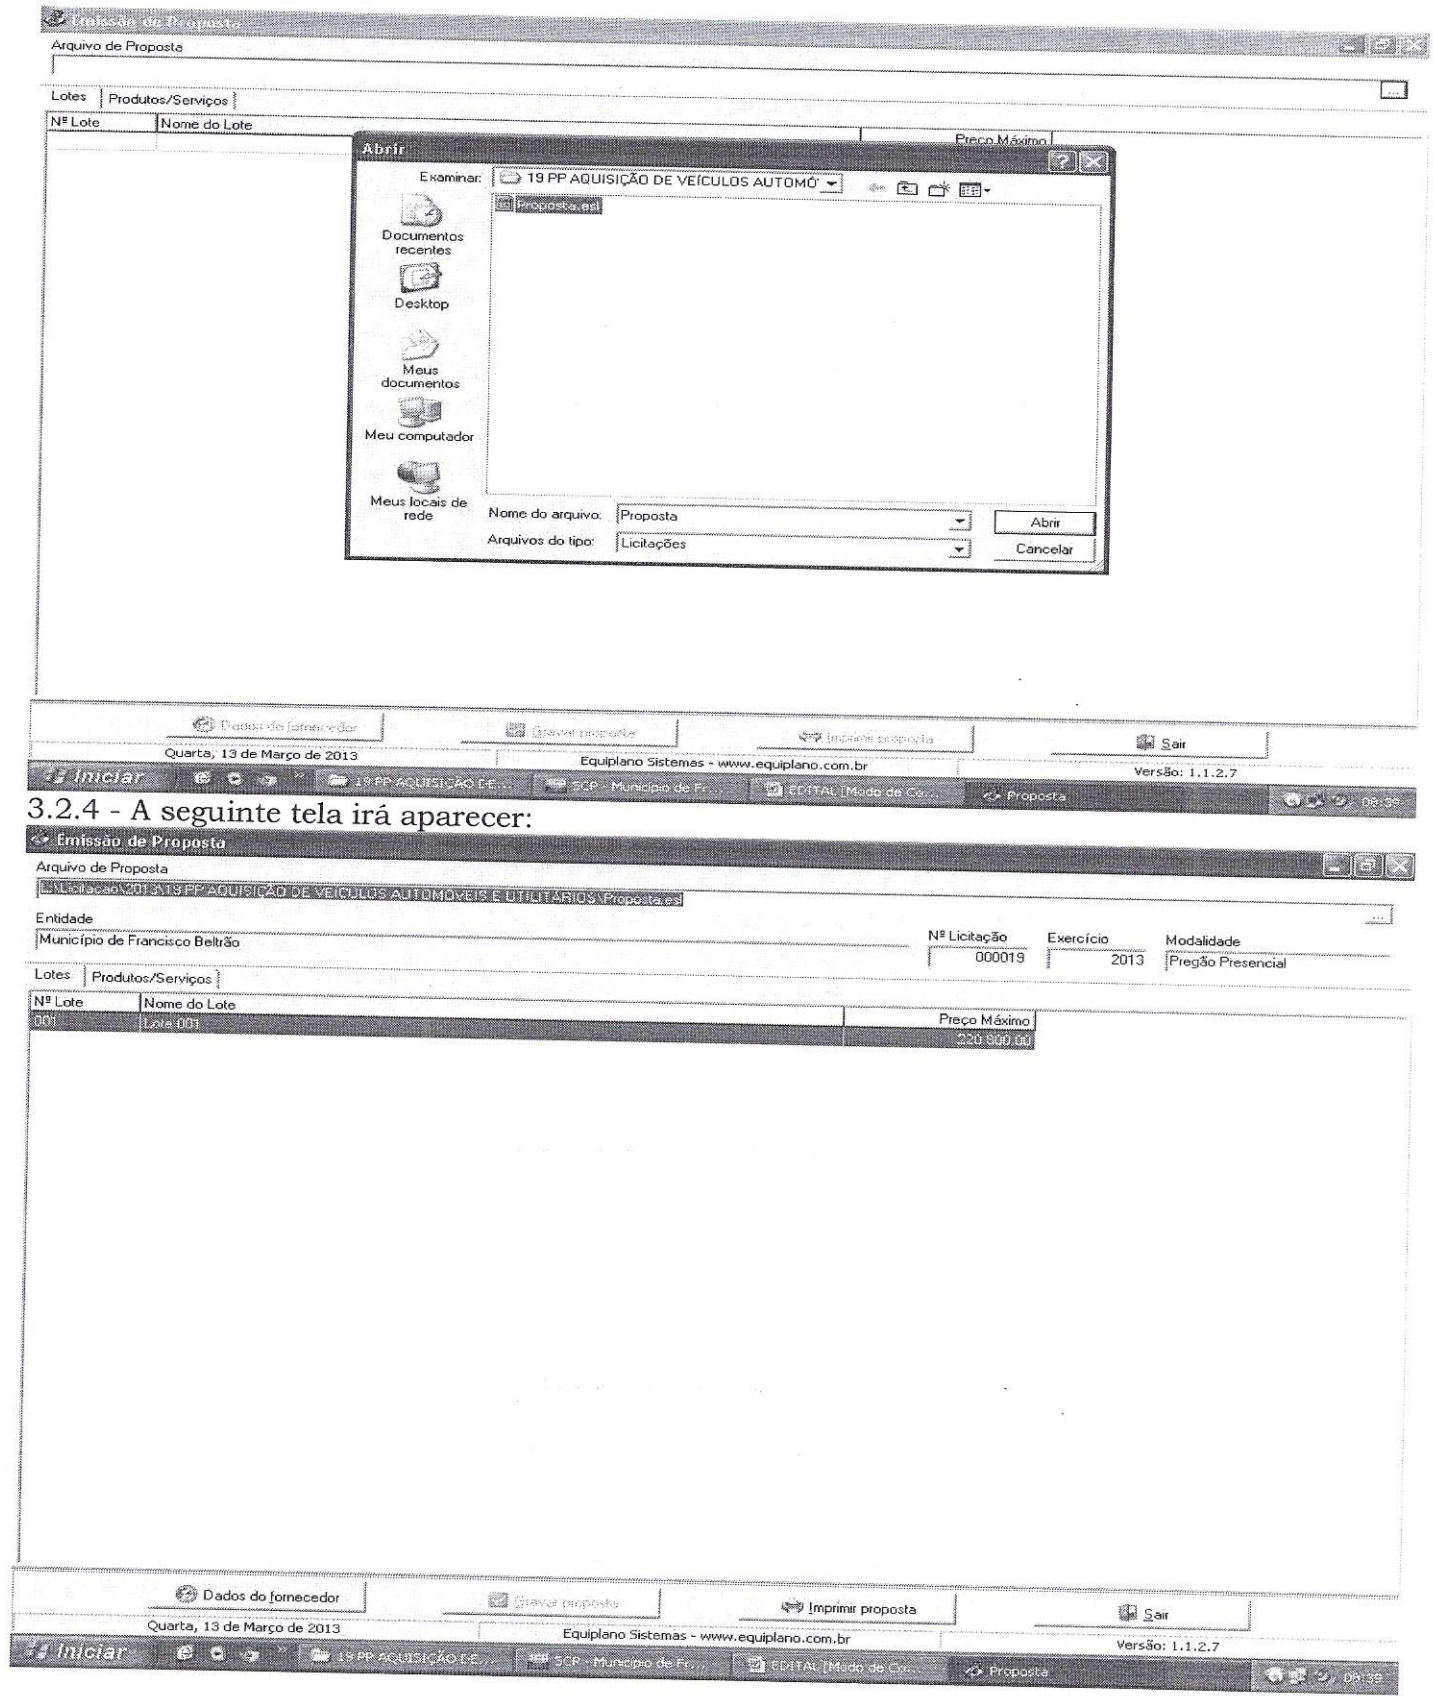 Emissão de Proposta
Arquivo de Proposta
...
Lotes Produtos/Serviços
Nº Lote Nome do Lote Preço Máximo
Abrir
Examinar: 19 PP AQUISIÇÃO DE VEÍCULOS AUTOMÓ'
Proposta.esl
Documentos
recentes
Desktop
Meus
documentos
Meu computador
Meus locais de
rede
Nome do arquivo: Proposta Abrir
Arquivos do tipo: Licitações Cancelar
Dados do fornecedor Gravar proposta Imprimir proposta Sair
Quarta, 13 de Março de 2013 Equiplano Sistemas - www.equiplano.com.br Versão: 1.1.2.7
Iniciar » 19 PP AQUISIÇÃO DE... SCP - Município de Fr... EDITAL [Modo de Co... Proposta 08:39
3.2.4 - A seguinte tela irá aparecer:
Emissão de Proposta
Arquivo de Proposta
L:\Licitacao\2013\19 PP AQUISIÇÃO DE VEÍCULOS AUTOMÓVEIS E UTILITÁRIOS\Proposta.esl
...
Entidade Nº Licitação Exercício Modalidade
Município de Francisco Beltrão 000019 2013 Pregão Presencial
Lotes Produtos/Serviços
Nº Lote Nome do Lote Preço Máximo
001 Lote 001 220.800,00
Dados do fornecedor Gravar proposta Imprimir proposta Sair
Quarta, 13 de Março de 2013 Equiplano Sistemas - www.equiplano.com.br Versão: 1.1.2.7
Iniciar » 19 PP AQUISIÇÃO DE... SCP - Município de Fr... EDITAL [Modo de Co... Proposta 08:39